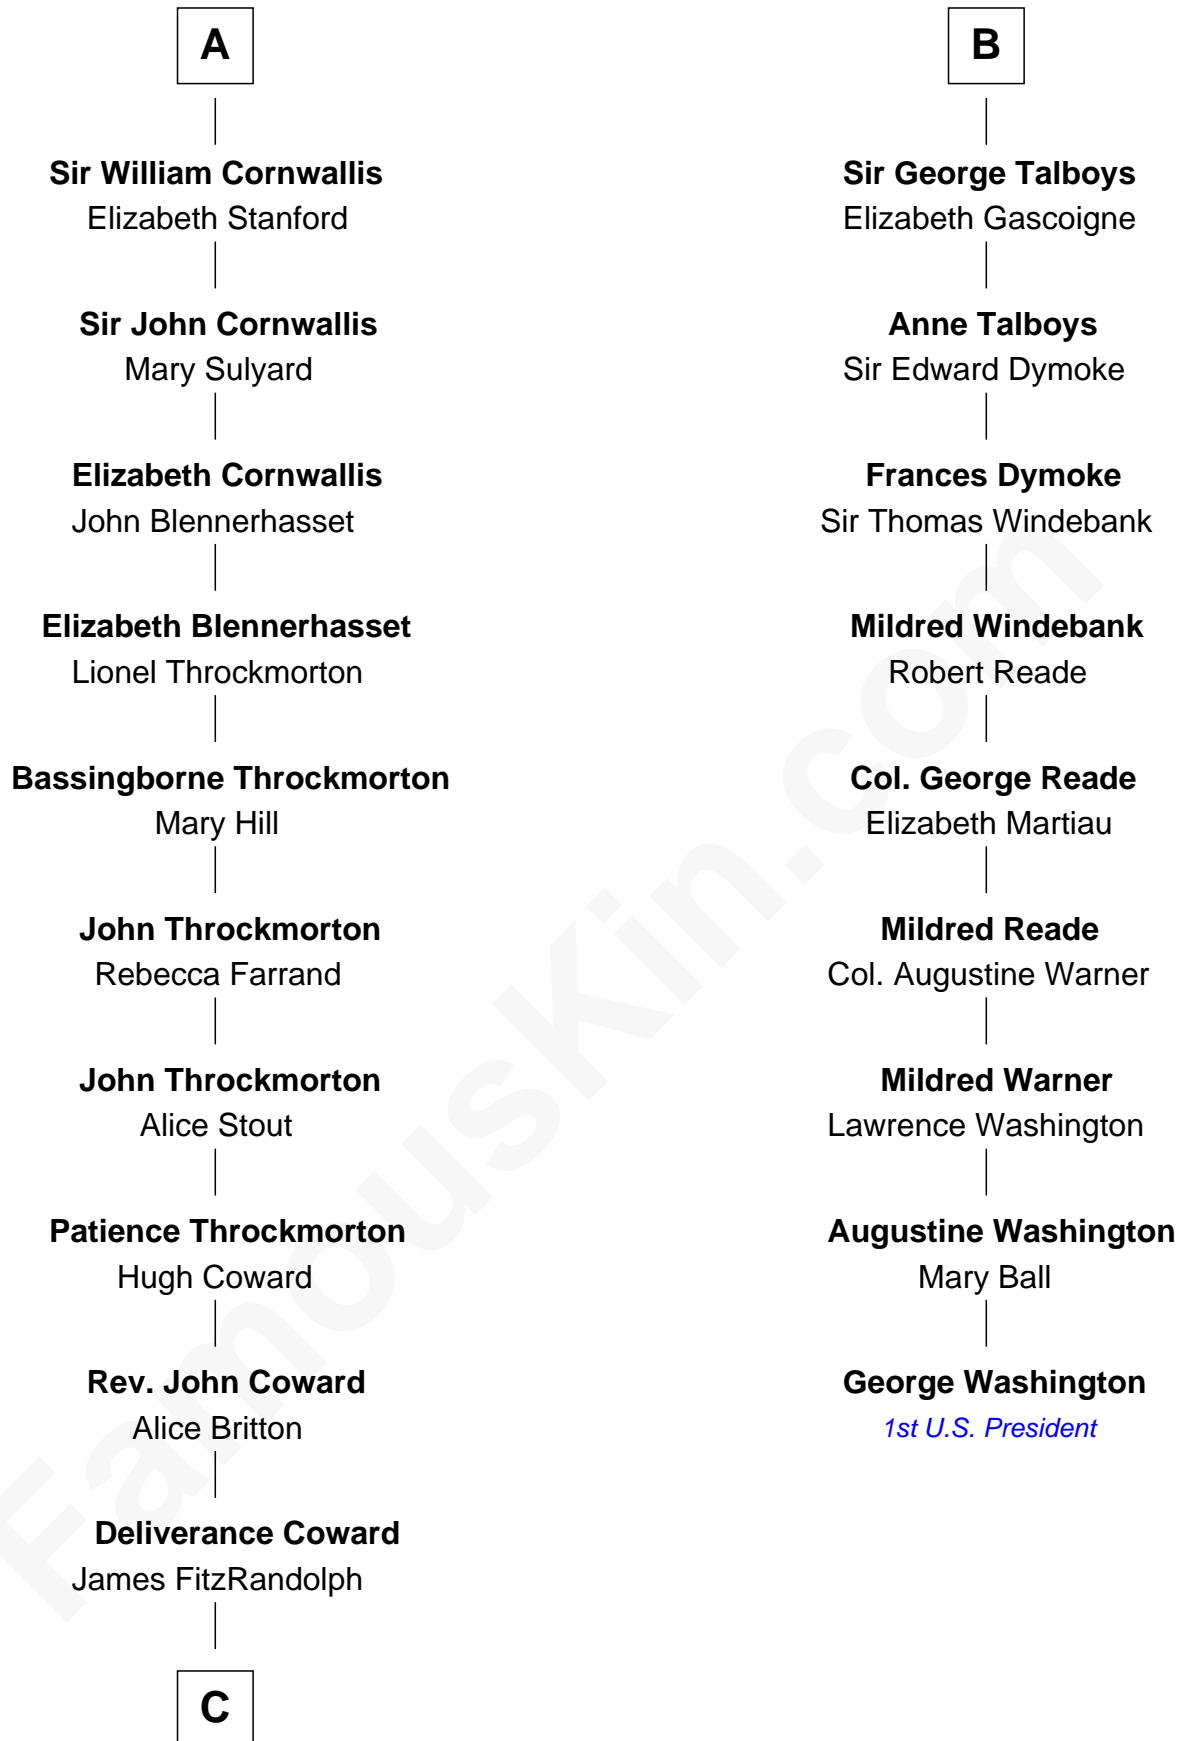 A
Sir William Cornwallis
Elizabeth Stanford
Sir John Cornwallis
Mary Sulyard
Elizabeth Cornwallis
John Blennerhasset
Elizabeth Blennerhasset
Lionel Throckmorton
Bassingborne Throckmorton
Mary Hill
John Throckmorton
Rebecca Farrand
John Throckmorton
Alice Stout
Patience Throckmorton
Hugh Coward
Rev. John Coward
Alice Britton
Deliverance Coward
James FitzRandolph
C
B
Sir George Talboys
Elizabeth Gascoigne
Anne Talboys
Sir Edward Dymoke
Frances Dymoke
Sir Thomas Windebank
Mildred Windebank
Robert Reade
Col. George Reade
Elizabeth Martiau
Mildred Reade
Col. Augustine Warner
Mildred Warner
Lawrence Washington
Augustine Washington
Mary Ball
George Washington
1st U.S. President
FamousKin.com